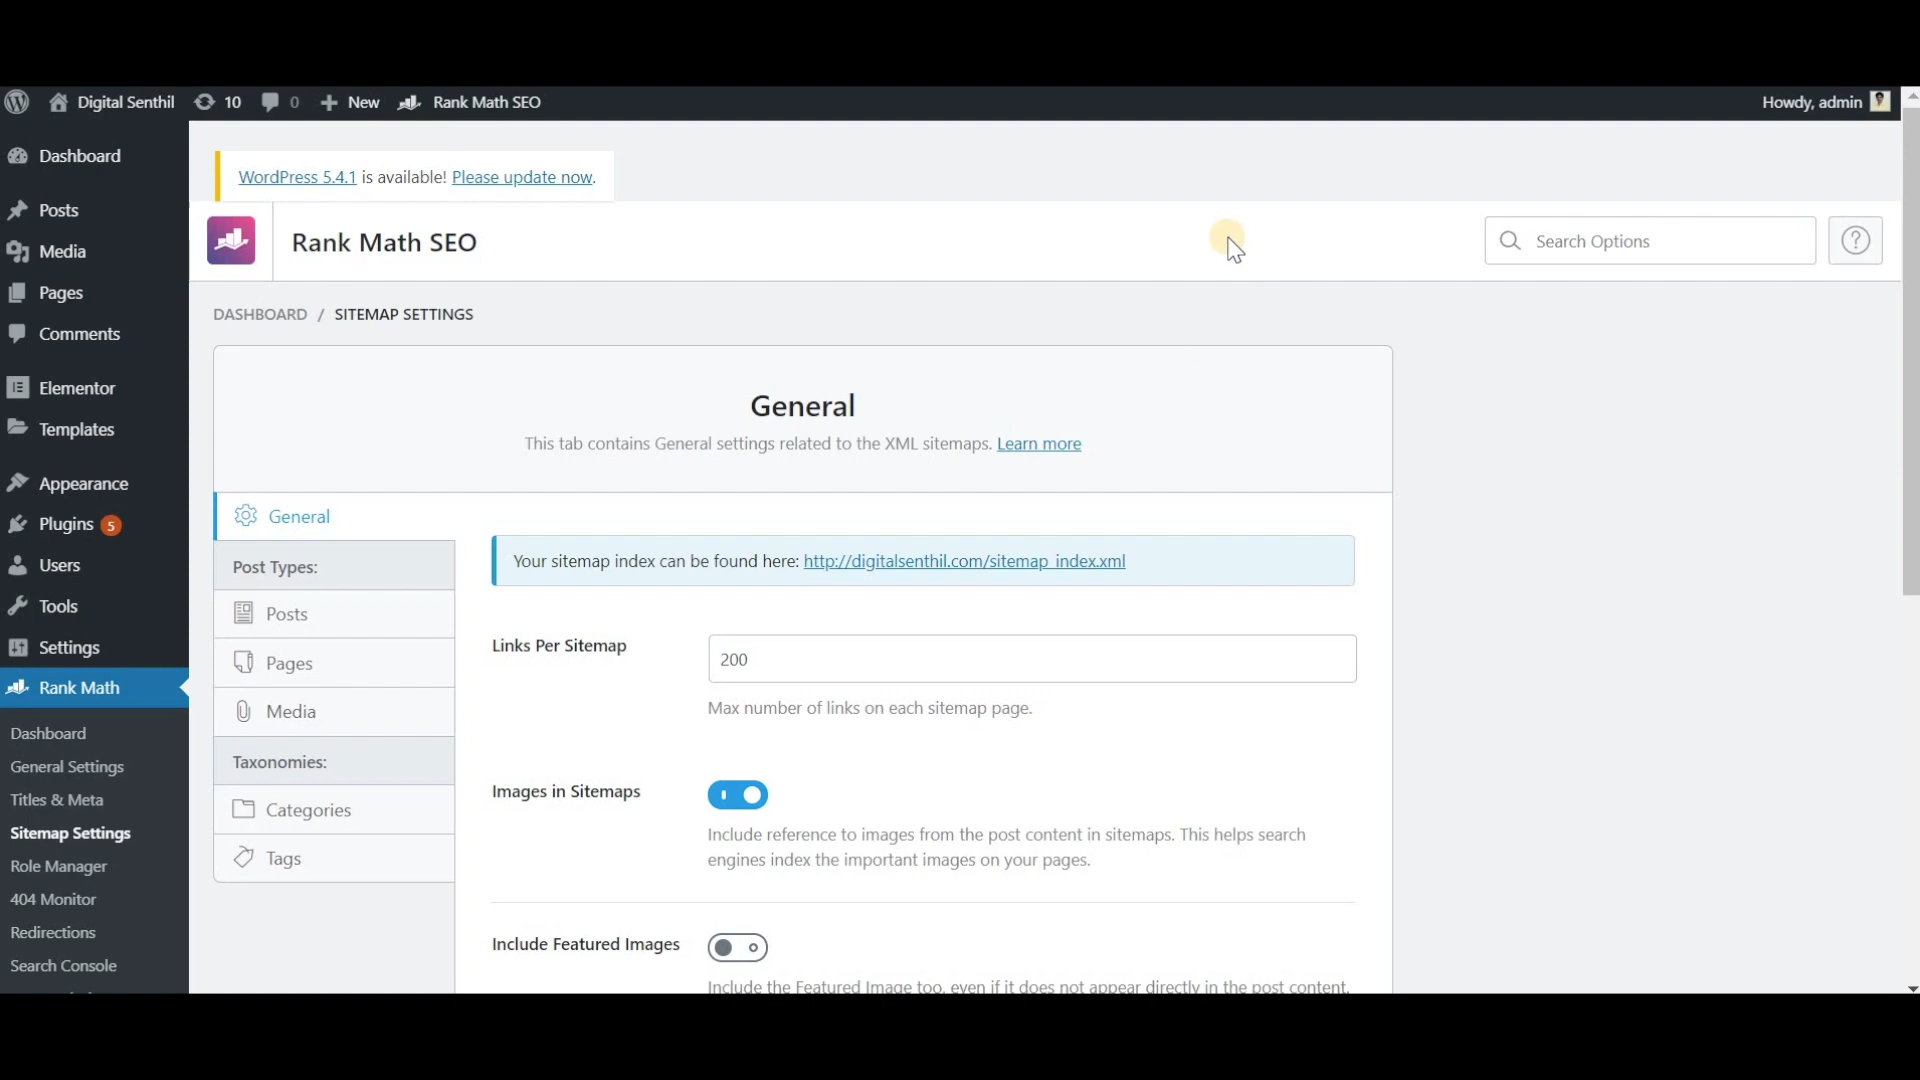 Digital Senthil 10 0 New Rank Math SEO Howdy, admin
Dashboard
Posts
Media
Pages
Comments
Elementor
Templates
Appearance
Plugins 5
Users
Tools
Settings
Rank Math
Dashboard
General Settings
Titles & Meta
Sitemap Settings
Role Manager
404 Monitor
Redirections
Search Console
WordPress 5.4.1 is available! Please update now.
Rank Math SEO
Search Options
DASHBOARD / SITEMAP SETTINGS
General
This tab contains General settings related to the XML sitemaps. Learn more
General
Post Types:
Posts
Pages
Media
Taxonomies:
Categories
Tags
Your sitemap index can be found here: http://digitalsenthil.com/sitemap_index.xml
Links Per Sitemap
200
Max number of links on each sitemap page.
Images in Sitemaps
Include reference to images from the post content in sitemaps. This helps search
engines index the important images on your pages.
Include Featured Images
Include the Featured Image too, even if it does not appear directly in the post content.